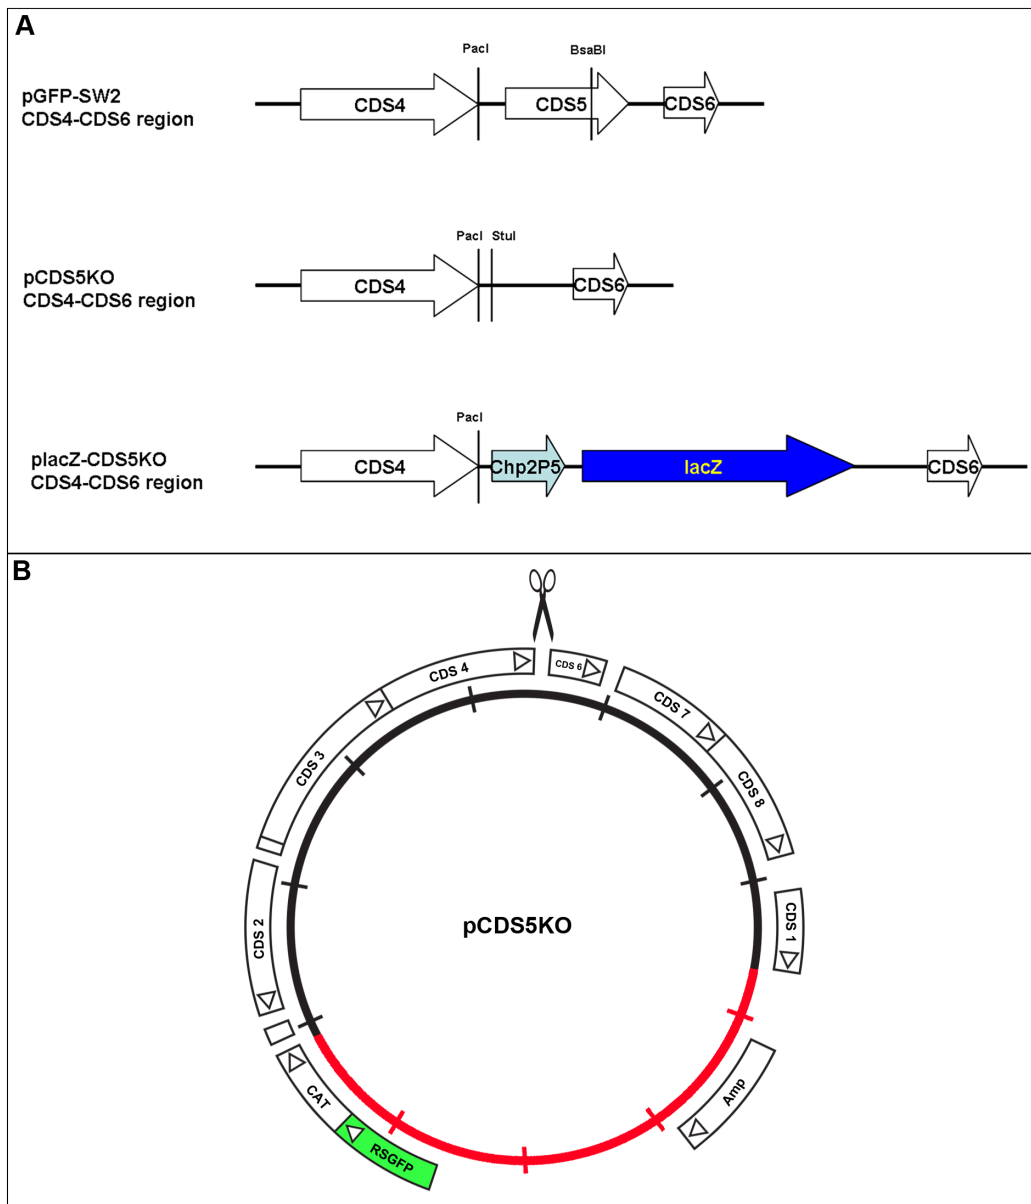 A
PacI
BsaBI
pGFP-SW2
CDS4-CDS6 region
CDS4
CDS5
CDS6
PacI
StuI
pCDS5KO
CDS4-CDS6 region
CDS4
CDS6
PacI
placZ-CDS5KO
CDS4-CDS6 region
CDS4
Chp2P5
lacZ
CDS6
B
CDS 4
CDS 6
CDS 7
CDS 3
CDS 8
CDS 2
pCDS5KO
CDS 1
CAT
Amp
RSGFP